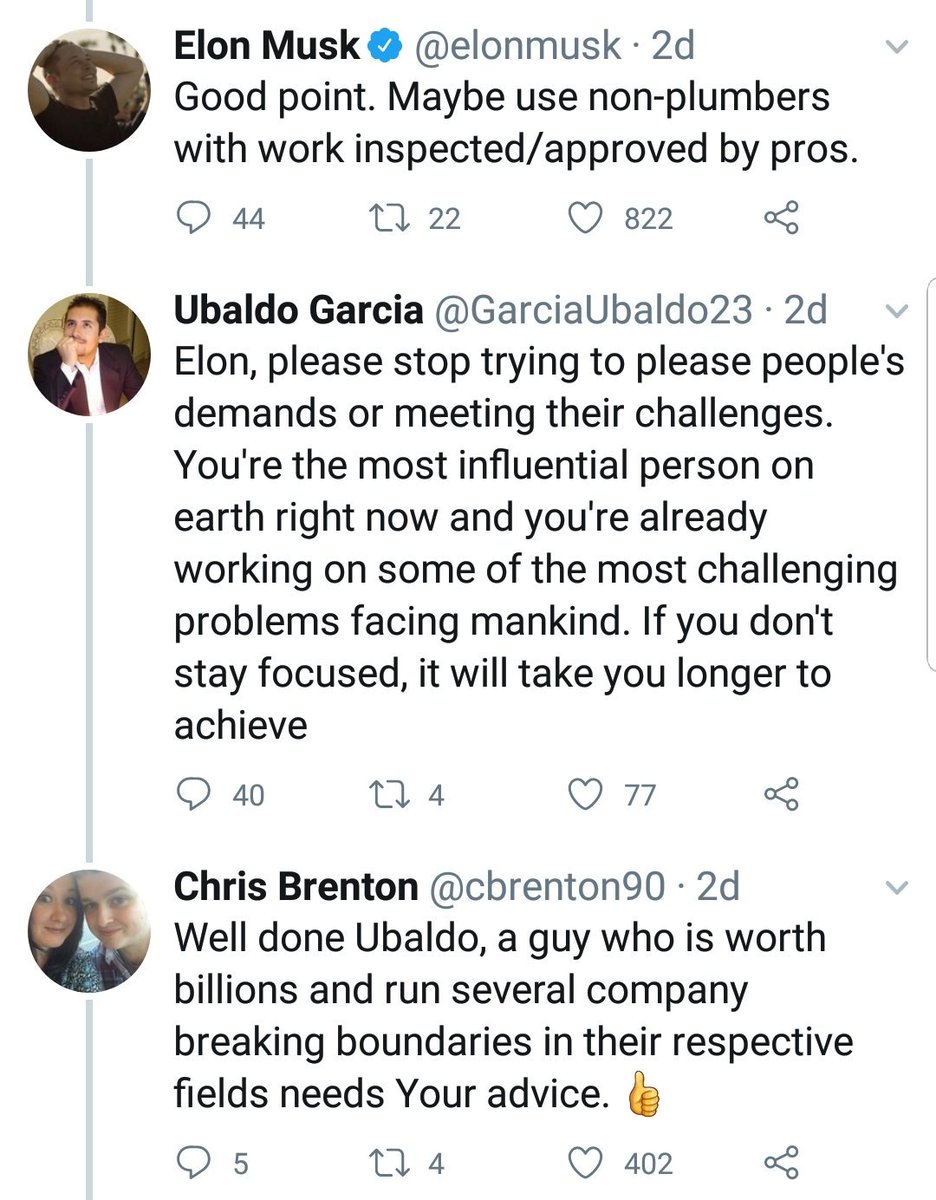 Elon Musk @elonmusk · 2d
Good point. Maybe use non-plumbers
with work inspected/approved by pros.
44 22 822
Ubaldo Garcia @GarciaUbaldo23 · 2d
Elon, please stop trying to please people's
demands or meeting their challenges.
You're the most influential person on
earth right now and you're already
working on some of the most challenging
problems facing mankind. If you don't
stay focused, it will take you longer to
achieve
40 4 77
Chris Brenton @cbrenton90 · 2d
Well done Ubaldo, a guy who is worth
billions and run several company
breaking boundaries in their respective
fields needs Your advice. 👍
5 4 402